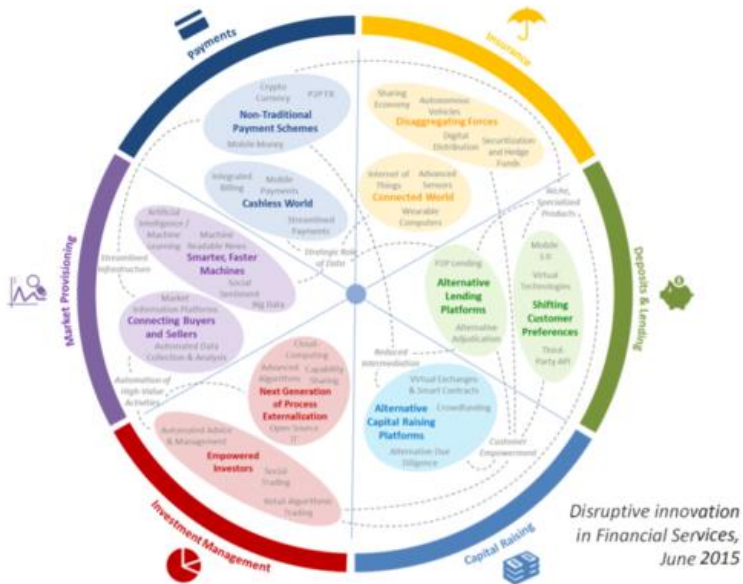 Payments
Insurance
Crypto
Currency
P2P FX
Non-Traditional
Payment Schemes
Mobile Money
Sharing
Economy
Autonomous
Vehicles
Disaggregating Forces
Digital
Distribution
Securitization
and Hedge
Funds
Integrated
Billing
Mobile
Payments
Cashless World
Streamlined
Payments
Internet of
Things
Advanced
Sensors
Connected World
Wearable
Computers
Niche,
Specialized
Products
Artificial
Intelligence /
Machine
Learning
Machine
Readable News
Smarter, Faster
Machines
Social
Sentiment
Big Data
Streamlined
Infrastructure
Strategic Role
of Data
P2P Lending
Alternative
Lending
Platforms
Alternative
Adjudication
Mobile
3.0
Virtual
Technologies
Shifting
Customer
Preferences
Third-
Party API
Market Provisioning
Deposits & Lending
Market
Information Platforms
Connecting Buyers
and Sellers
Automated Data
Collection & Analysis
Automation of
High-Value
Activities
Cloud-
Computing
Advanced
Algorithms
Capability
Sharing
Next Generation
of Process
Externalization
Open Source
IT
Reduced
Intermediation
Virtual Exchanges
& Smart Contracts
Alternative
Capital Raising
Platforms
Crowdfunding
Alternative Due
Diligence
Customer
Empowerment
Automated Advice
& Management
Empowered
Investors
Social
Trading
Retail Algorithmic
Trading
Investment Management
Capital Raising
Disruptive innovation
in Financial Services,
June 2015